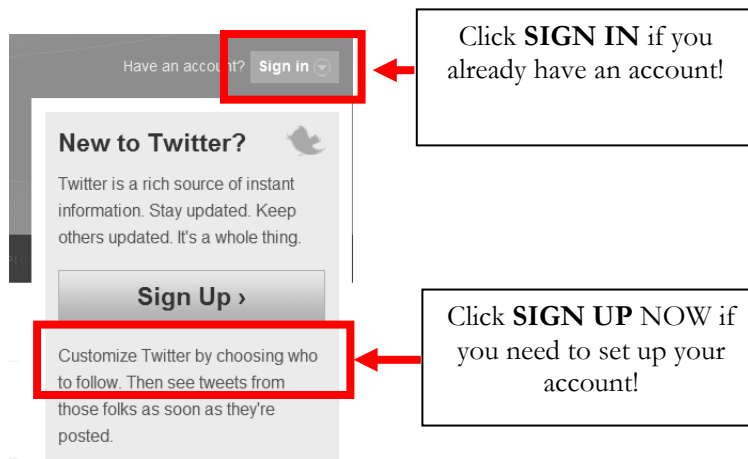 Have an account? Sign in
Click SIGN IN if you
already have an account!
New to Twitter?
Twitter is a rich source of instant
information. Stay updated. Keep
others updated. It's a whole thing.
Sign Up ›
Customize Twitter by choosing who
to follow. Then see tweets from
those folks as soon as they're
posted.
Click SIGN UP NOW if
you need to set up your
account!